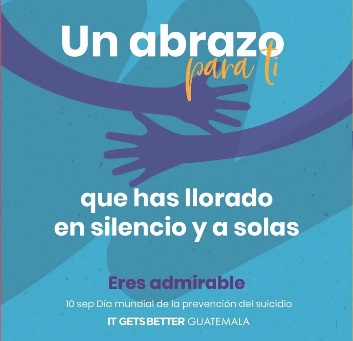 Un abrazo
para ti
que has llorado
en silencio y a solas
Eres admirable
10 sep Día mundial de la prevención del suicidio
IT GETS BETTER GUATEMALA